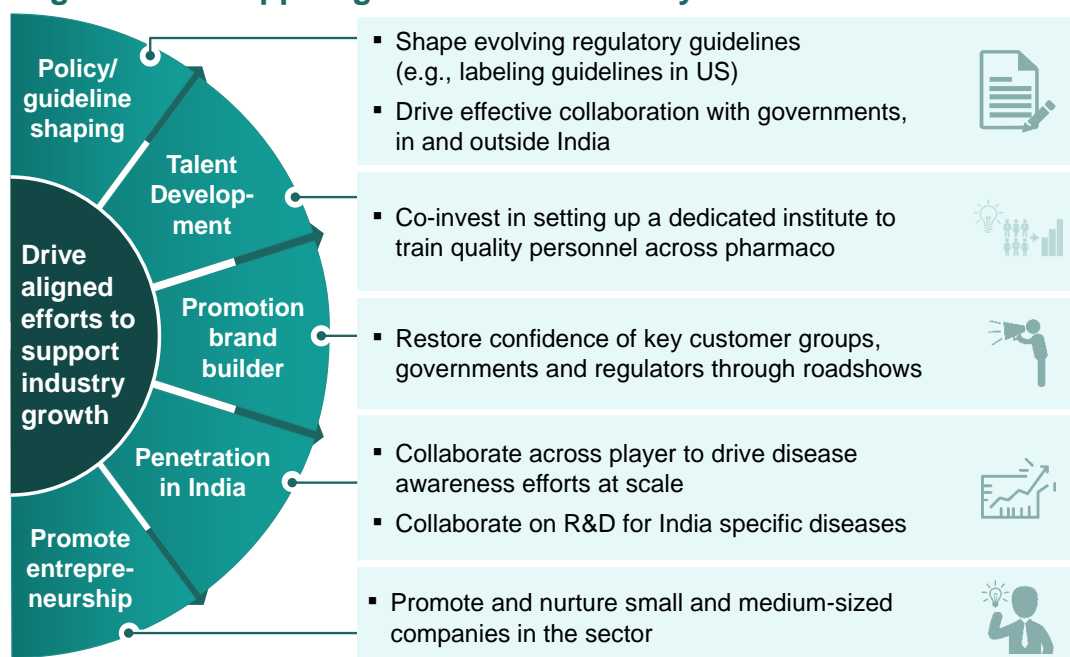 Policy/
guideline
shaping
▪ Shape evolving regulatory guidelines
(e.g., labeling guidelines in US)
▪ Drive effective collaboration with governments,
in and outside India
Talent
Develop-
ment
▪ Co-invest in setting up a dedicated institute to
train quality personnel across pharmaco
Drive
aligned
efforts to
support
industry
growth
Promotion
brand
builder
▪ Restore confidence of key customer groups,
governments and regulators through roadshows
Penetration
in India
▪ Collaborate across player to drive disease
awareness efforts at scale
▪ Collaborate on R&D for India specific diseases
Promote
entrepre-
neurship
▪ Promote and nurture small and medium-sized
companies in the sector